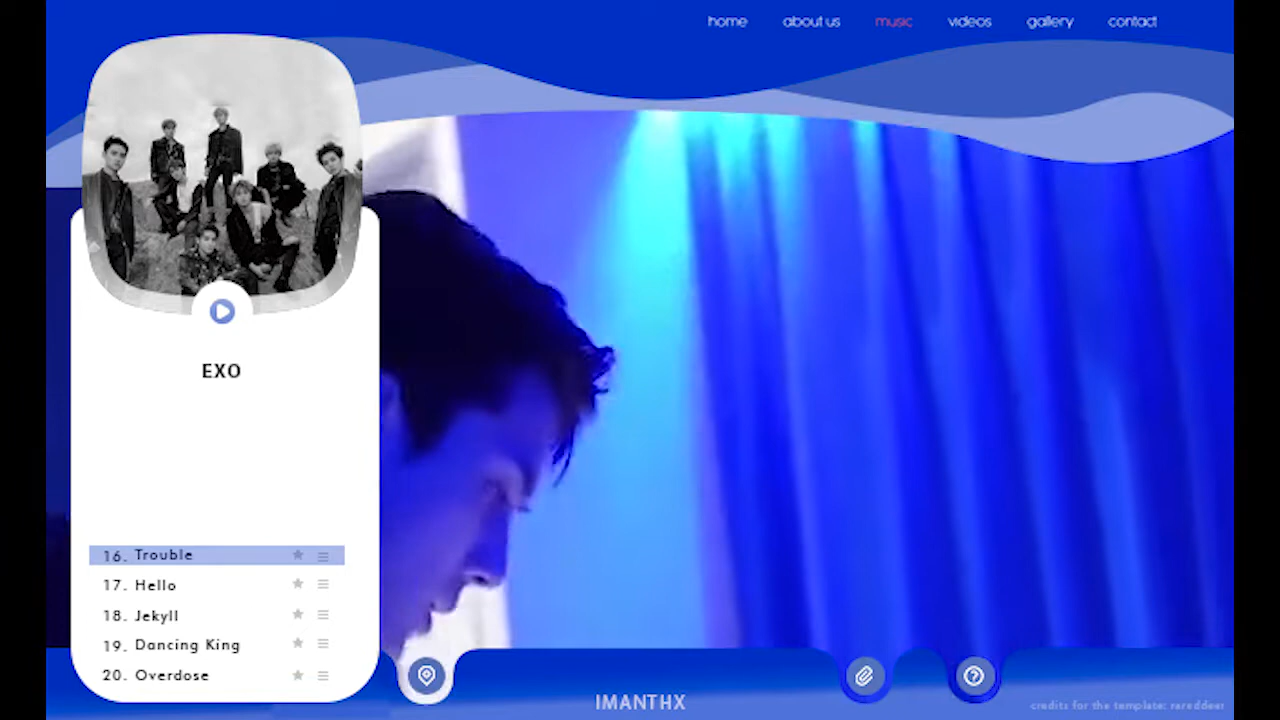 home about us music videos gallery contact
EXO
16. Trouble
17. Hello
18. Jekyll
19. Dancing King
20. Overdose
IMANTHX
credits for the template: rareddeer